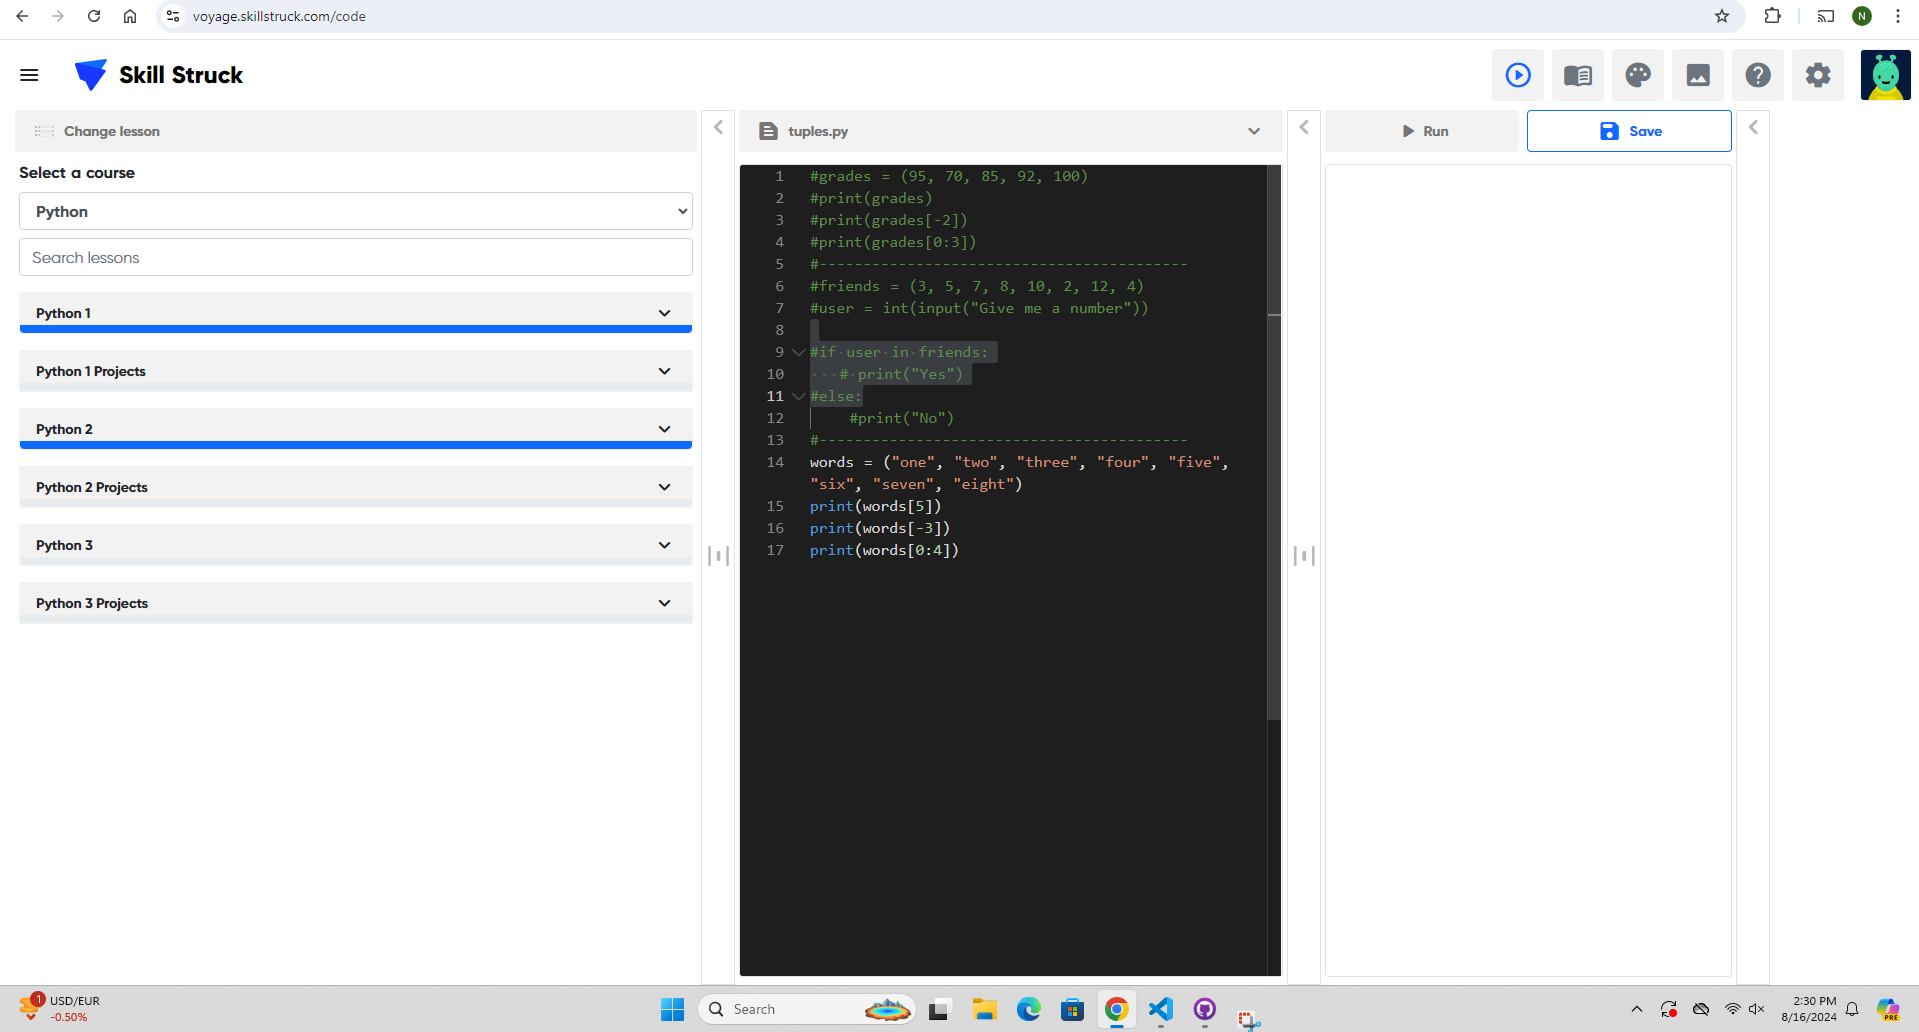 voyage.skillstruck.com/code
N
Skill Struck
Change lesson
tuples.py
Run
Save
Select a course
Python
Search lessons
Python 1
Python 1 Projects
Python 2
Python 2 Projects
Python 3
Python 3 Projects
1 #grades = (95, 70, 85, 92, 100)
2 #print(grades)
3 #print(grades[-2])
4 #print(grades[0:3])
5 #------------------------------------------
6 #friends = (3, 5, 7, 8, 10, 2, 12, 4)
7 #user = int(input("Give me a number"))
8
9 #if user in friends:
10 # print("Yes")
11 #else:
12 #print("No")
13 #------------------------------------------
14 words = ("one", "two", "three", "four", "five",
"six", "seven", "eight")
15 print(words[5])
16 print(words[-3])
17 print(words[0:4])
1
USD/EUR
-0.50%
Search
2:30 PM
8/16/2024
PRE